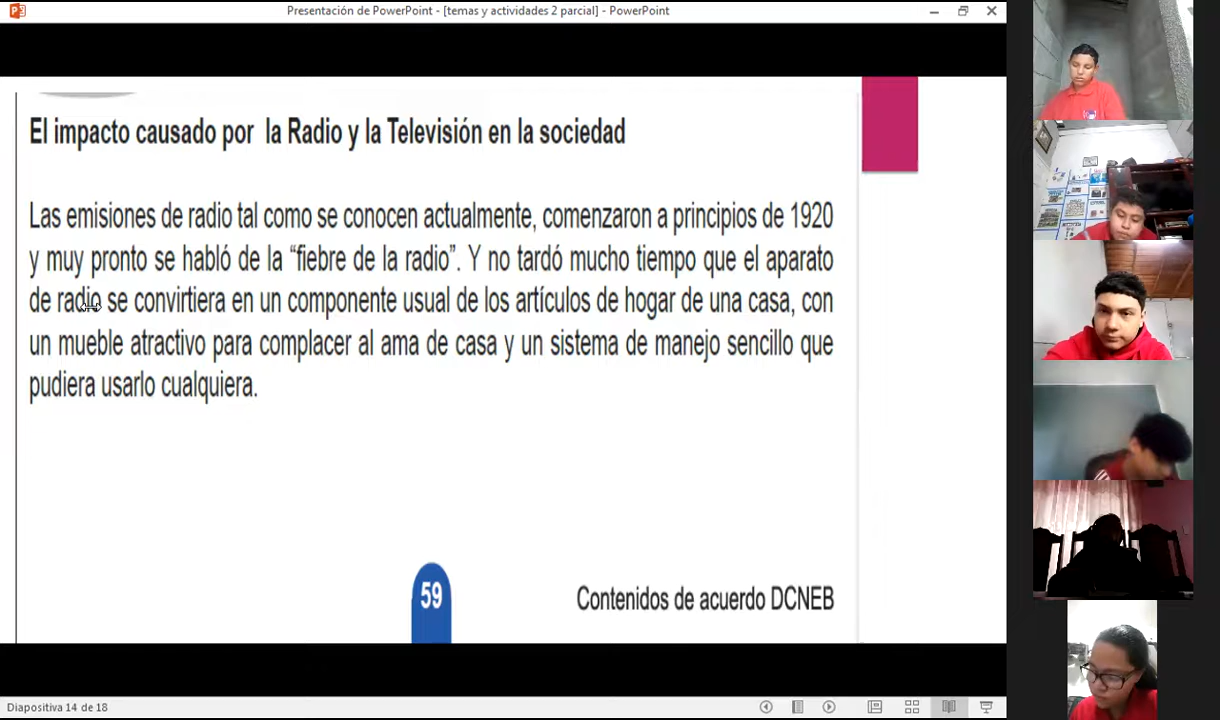 Presentación de PowerPoint - [temas y actividades 2 parcial] - PowerPoint
El impacto causado por la Radio y la Televisión en la sociedad
Las emisiones de radio tal como se conocen actualmente, comenzaron a principios de 1920
y muy pronto se habló de la “fiebre de la radio”. Y no tardó mucho tiempo que el aparato
de radio se convirtiera en un componente usual de los artículos de hogar de una casa, con
un mueble atractivo para complacer al ama de casa y un sistema de manejo sencillo que
pudiera usarlo cualquiera.
59
Contenidos de acuerdo DCNEB
Diapositiva 14 de 18